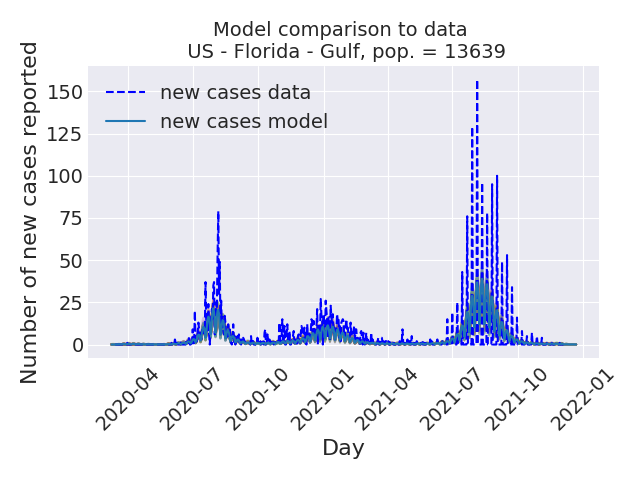 Model comparison to data
US - Florida - Gulf, pop. = 13639
Number of new cases reported
150
125
100
75
50
25
0
new cases data
new cases model
2020-04
2020-07
2020-10
2021-01
2021-04
2021-07
2021-10
2022-01
Day